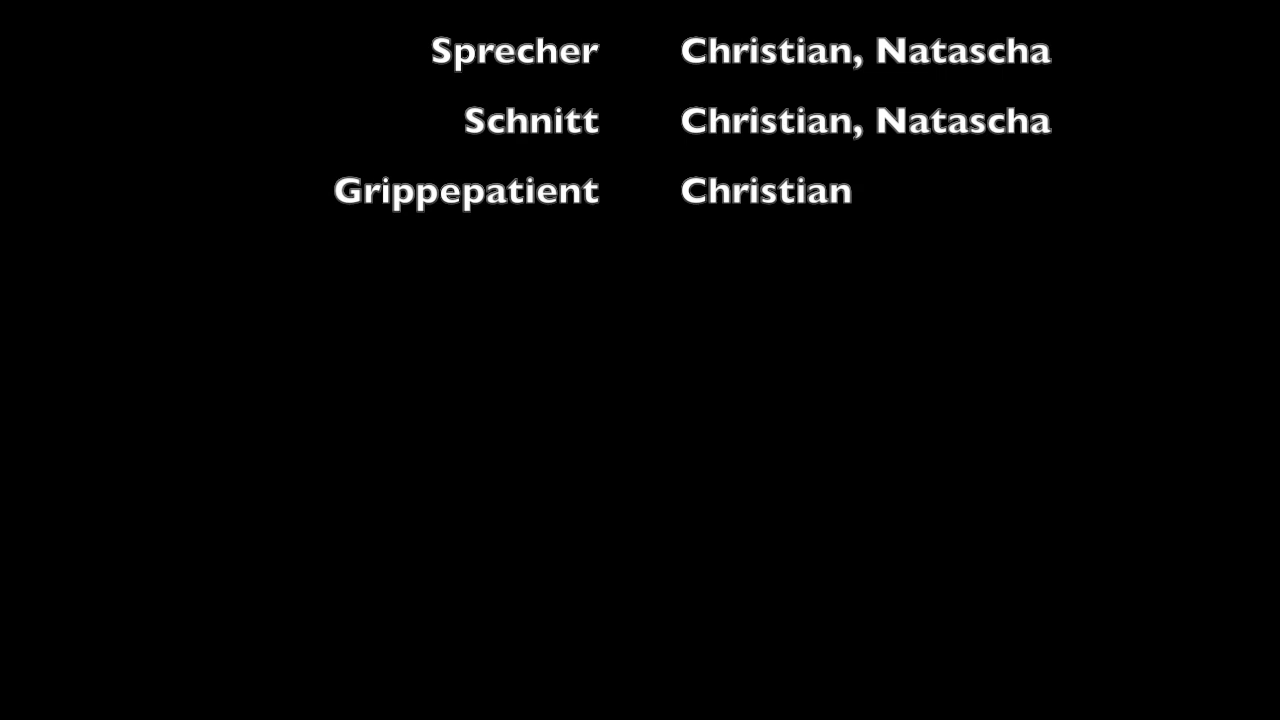 Sprecher Christian, Natascha
Schnitt Christian, Natascha
Grippepatient Christian